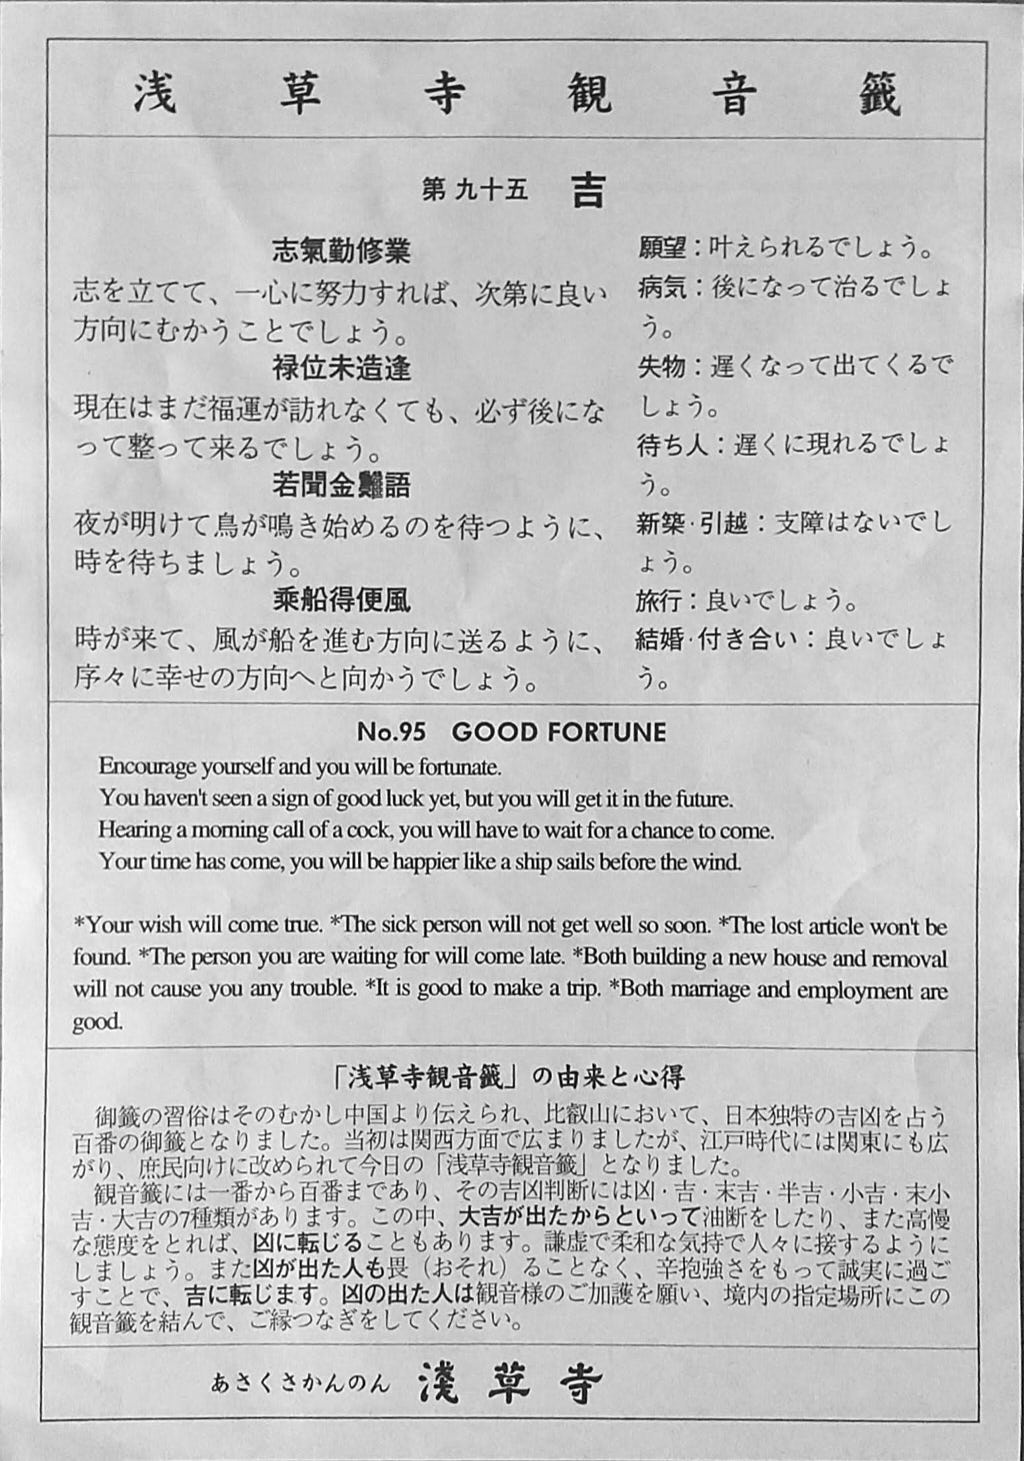 浅草寺観音籤
第九十五 吉
志氣勤修業
志を立てて、一心に努力すれば、次第に良い
方向にむかうことでしょう。
禄位未造逢
現在はまだ福運が訪れなくても、必ず後にな
って整って来るでしょう。
若聞金雞語
夜が明けて鳥が鳴き始めるのを待つように、
時を待ちましょう。
乗船得便風
時が来て、風が船を進む方向に送るように、
序々に幸せの方向へと向かうでしょう。
願望：叶えられるでしょう。
病気：後になって治るでしょ
う。
失物：遅くなって出てくるで
しょう。
待ち人：遅くに現れるでしょ
う。
新築·引越：支障はないでし
ょう。
旅行：良いでしょう。
結婚·付き合い：良いでしょ
う。
No.95 GOOD FORTUNE
Encourage yourself and you will be fortunate.
You haven't seen a sign of good luck yet, but you will get it in the future.
Hearing a morning call of a cock, you will have to wait for a chance to come.
Your time has come, you will be happier like a ship sails before the wind.
*Your wish will come true. *The sick person will not get well so soon. *The lost article won't be
found. *The person you are waiting for will come late. *Both building a new house and removal
will not cause you any trouble. *It is good to make a trip. *Both marriage and employment are
good.
「浅草寺観音籤」の由来と心得
御籤の習俗はそのむかし中国より伝えられ、比叡山において、日本独特の吉凶を占う
百番の御籤となりました。当初は関西方面で広まりましたが、江戸時代には関東にも広
がり、庶民向けに改められて今日の「浅草寺観音籤」となりました。
観音籤には一番から百番まであり、その吉凶判断には凶·吉·末吉·半吉·小吉·末小
吉·大吉の7種類があります。この中、大吉が出たからといって油断をしたり、また高慢
な態度をとれば、凶に転じることもあります。謙虚で柔和な気持で人々に接するように
しましょう。また凶が出た人も畏（おそれ）ることなく、辛抱強さをもって誠実に過ご
すことで、吉に転じます。凶の出た人は観音様のご加護を願い、境内の指定場所にこの
観音籤を結んで、ご縁つなぎをしてください。
あさくさかんのん 淺草寺